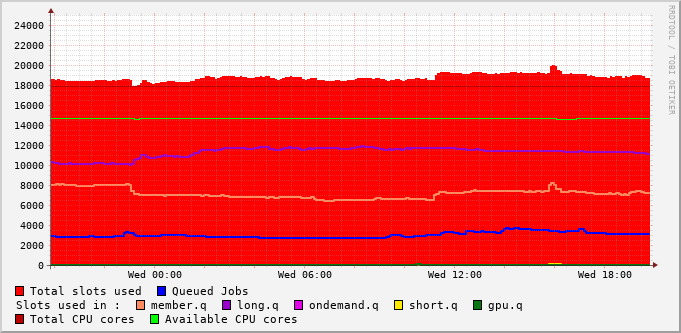 24000
22000
20000
18000
16000
14000
12000
10000
8000
6000
4000
2000
0
Wed 00:00 Wed 06:00 Wed 12:00 Wed 18:00
Total slots used Queued Jobs
Slots used in : member.q long.q ondemand.q short.q gpu.q
Total CPU cores Available CPU cores
RRDTOOL / TOBI OETIKER